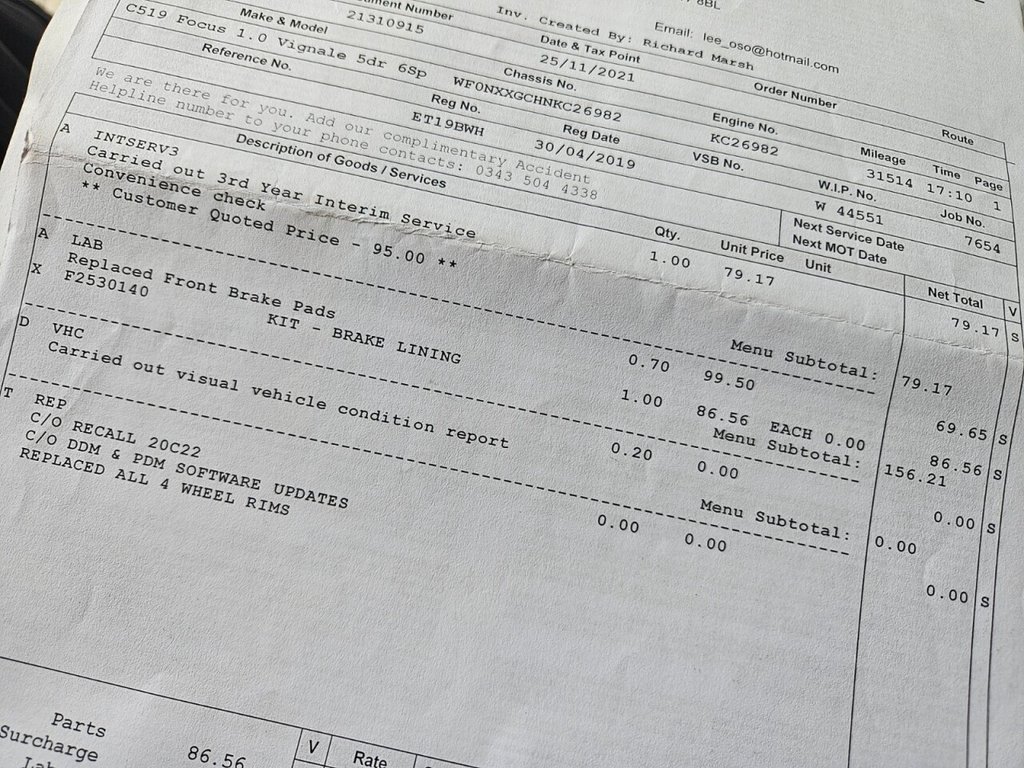 8BL
Email: lee_oso@hotmail.com
Inv. Created By: Richard Marsh
Number Date & Tax Point Order Number Route
21310915 25/11/2021
Make & Model Chassis No. Engine No. Mileage Time Page
C519 Focus 1.0 Vignale 5dr 6Sp WF0NXXGCHNKC26982 KC26982 31514 17:10 1
Reference No. Reg No. Reg Date VSB No. W.I.P. No. Job No.
ET19BWH 30/04/2019 W 44551 7654
We are there for you. Add our complimentary Accident
Helpline number to your phone contacts: 0343 504 4338
Next Service Date
Next MOT Date
Description of Goods / Services Qty. Unit Price Unit Net Total V
A INTSERV3 1.00 79.17 79.17 S
Carried out 3rd Year Interim Service
Convenience check
** Customer Quoted Price - 95.00 **
Menu Subtotal: 79.17
A LAB 0.70 99.50 69.65 S
Replaced Front Brake Pads
X F2530140 KIT - BRAKE LINING 1.00 86.56 EACH 0.00 86.56 S
Menu Subtotal: 156.21
D VHC 0.20 0.00 0.00 S
Carried out visual vehicle condition report
Menu Subtotal: 0.00
T REP 0.00 0.00 0.00 S
C/O RECALL 20C22
C/O DDM & PDM SOFTWARE UPDATES
REPLACED ALL 4 WHEEL RIMS
Parts 86.56 V Rate
Surcharge